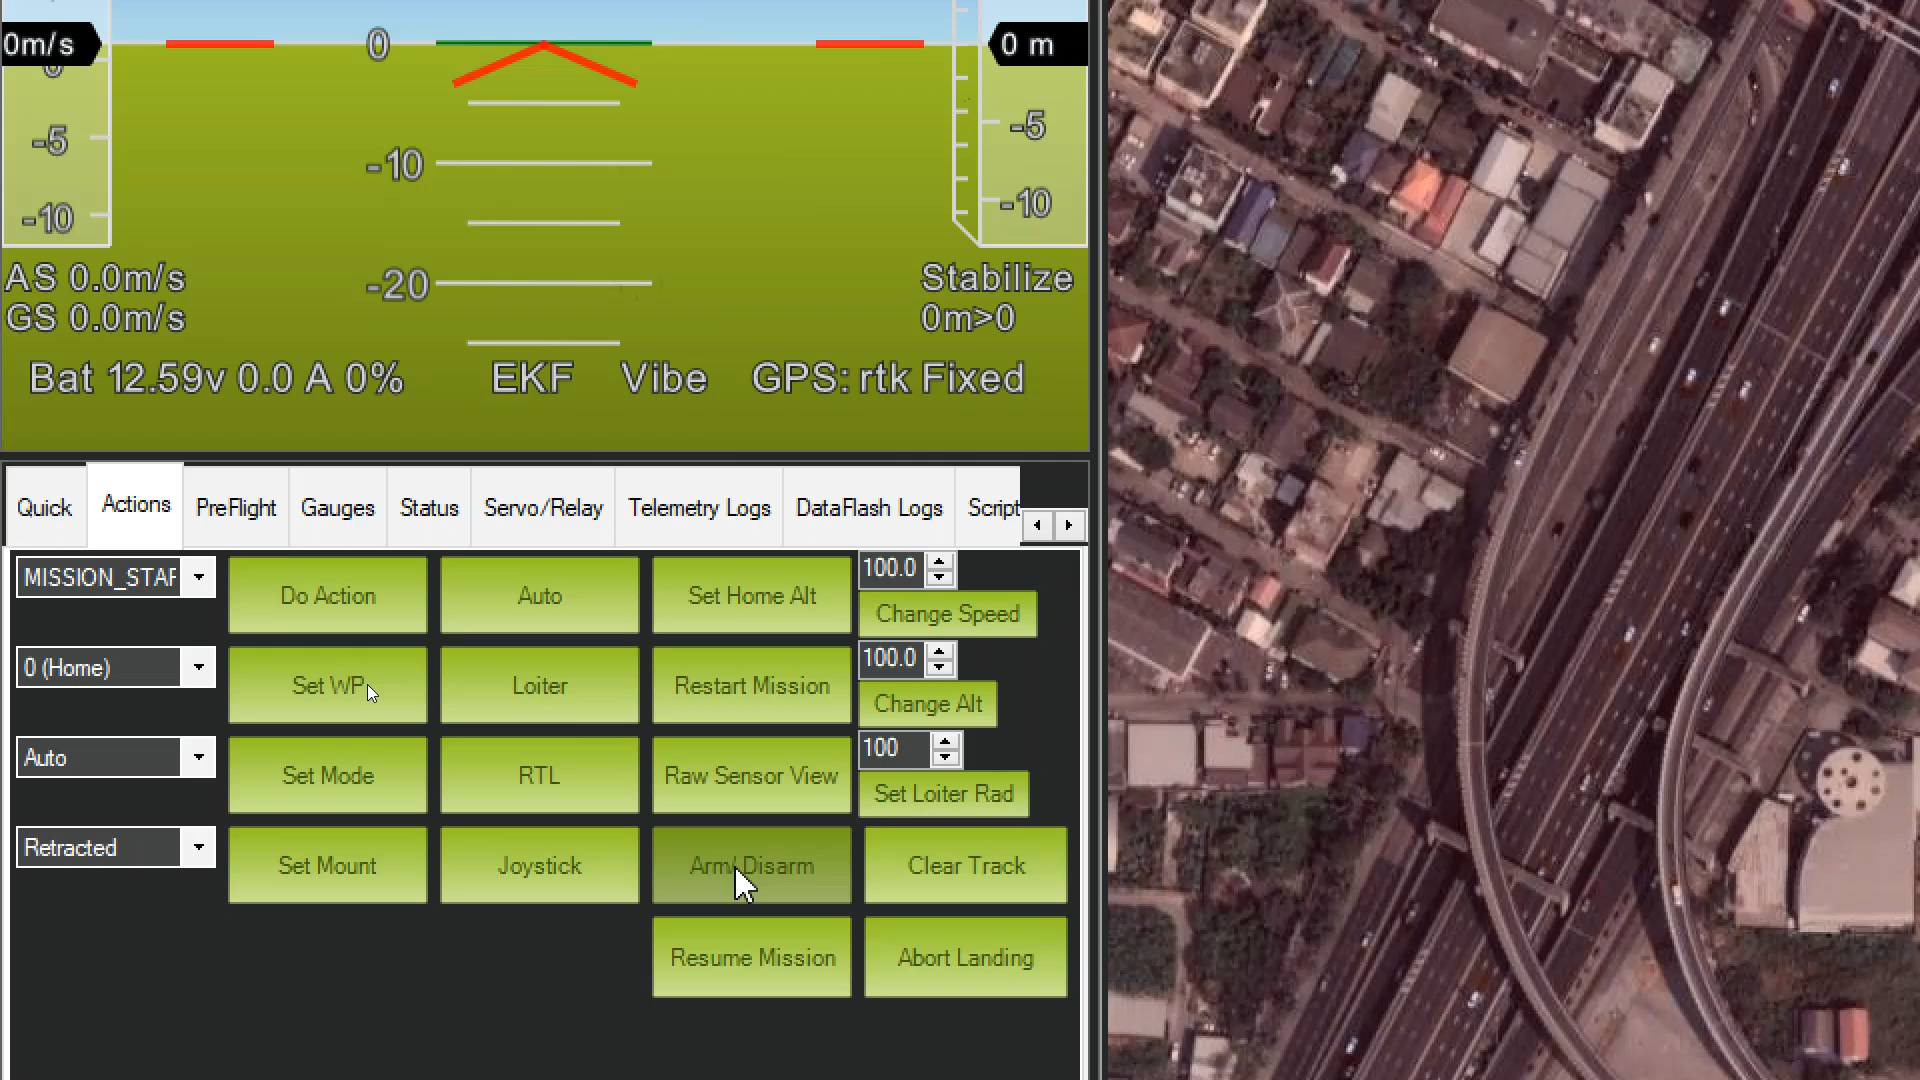 0m/s
0
0 m
0
-5
-5
-10
-10
-10
AS 0.0m/s
-20
Stabilize
GS 0.0m/s
0m>0
Bat 12.59v 0.0 A 0%
EKF
Vibe
GPS: rtk Fixed
Quick
Actions
PreFlight
Gauges
Status
Servo/Relay
Telemetry Logs
DataFlash Logs
Script
MISSION_STAR
Do Action
Auto
Set Home Alt
100.0
Change Speed
0 (Home)
Set WP
Loiter
Restart Mission
100.0
Change Alt
Auto
Set Mode
RTL
Raw Sensor View
100
Set Loiter Rad
Retracted
Set Mount
Joystick
Arm/ Disarm
Clear Track
Resume Mission
Abort Landing